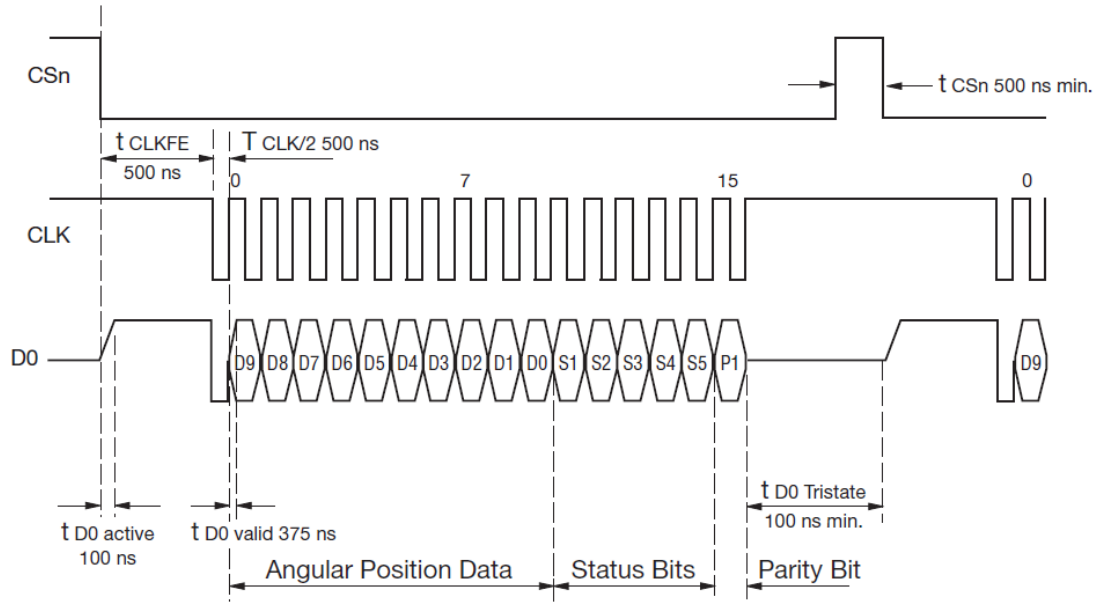 CSn
t CSn 500 ns min.
t CLKFE
500 ns
T CLK/2 500 ns
0
7
15
0
CLK
D0
D9
D8
D7
D6
D5
D4
D3
D2
D1
D0
S1
S2
S3
S4
S5
P1
D9
t D0 active
100 ns
t D0 valid 375 ns
t D0 Tristate
100 ns min.
Angular Position Data
Status Bits
Parity Bit